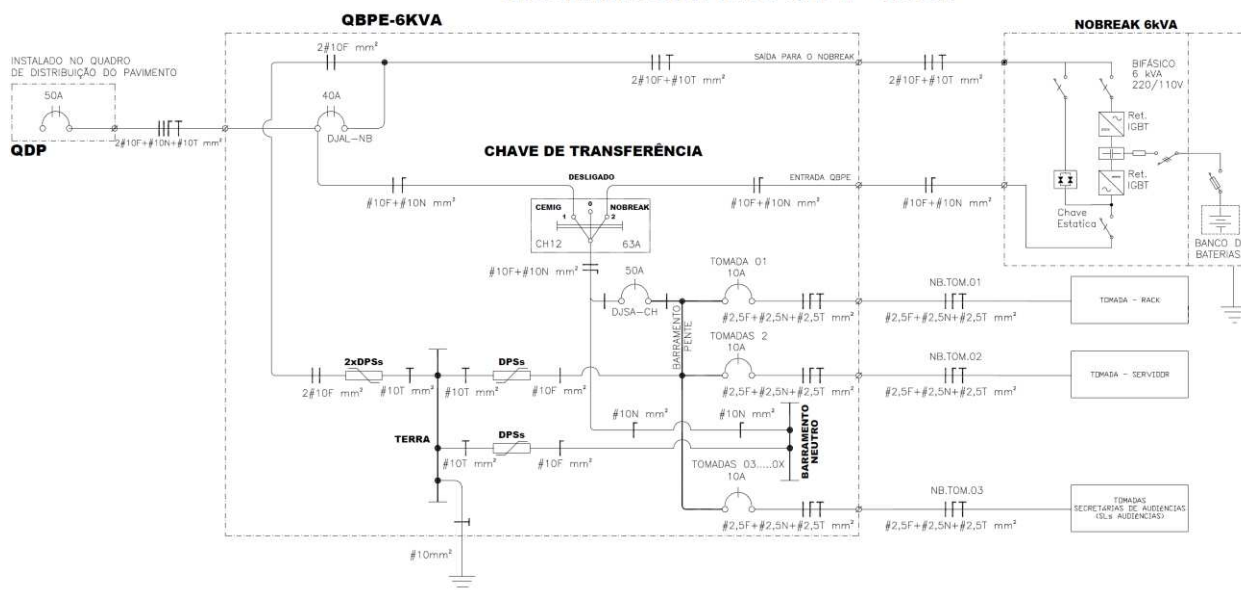 QBPE-6KVA
NOBREAK 6kVA
2#10F mm²
INSTALADO NO QUADRO
DE DISTRIBUIÇÃO DO PAVIMENTO
50A
QDP
2#10F+#10N+#10T mm²
40A
DJAL-NB
SAÍDA PARA O NOBREAK
2#10F+#10T mm²
2#10F+#10T mm²
BIFÁSICO
6 kVA
220/110V
Ret.
IGBT
Ret.
IGBT
Chave
Estatica
BANCO D
BATERIAS
CHAVE DE TRANSFERÊNCIA
DESLIGADO
ENTRADA QBPE
#10F+#10N mm²
CEMIG
0
NOBREAK
1
2
CH12
63A
#10F+#10N mm²
#10F+#10N mm²
#10F+#10N mm²
50A
DJSA-CH
BARRAMENTO
PENTE
TOMADA 01
10A
#2,5F+#2,5N+#2,5T mm²
NB.TOM.01
#2,5F+#2,5N+#2,5T mm²
TOMADA - RACK
TOMADAS 2
10A
#2,5F+#2,5N+#2,5T mm²
NB.TOM.02
#2,5F+#2,5N+#2,5T mm²
TOMADA - SERVIDOR
2xDPSs
2#10F mm²
#10T mm²
DPSs
#10T mm²
#10F mm²
#10N mm²
#10N mm²
BARRAMENTO
NEUTRO
TERRA
DPSs
#10T mm²
#10F mm²
TOMADAS 03.....0X
10A
#2,5F+#2,5N+#2,5T mm²
NB.TOM.03
#2,5F+#2,5N+#2,5T mm²
TOMADAS
SECRETÁRIAS DE AUDIÊNCIAS
(SLs AUDIÊNCIAS)
#10mm²